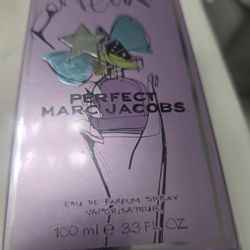 PERFECT
MARC JACOBS
EAU DE PARFUM SPRAY
VAPORISATEUR
100 ml e 3.3 FL OZ